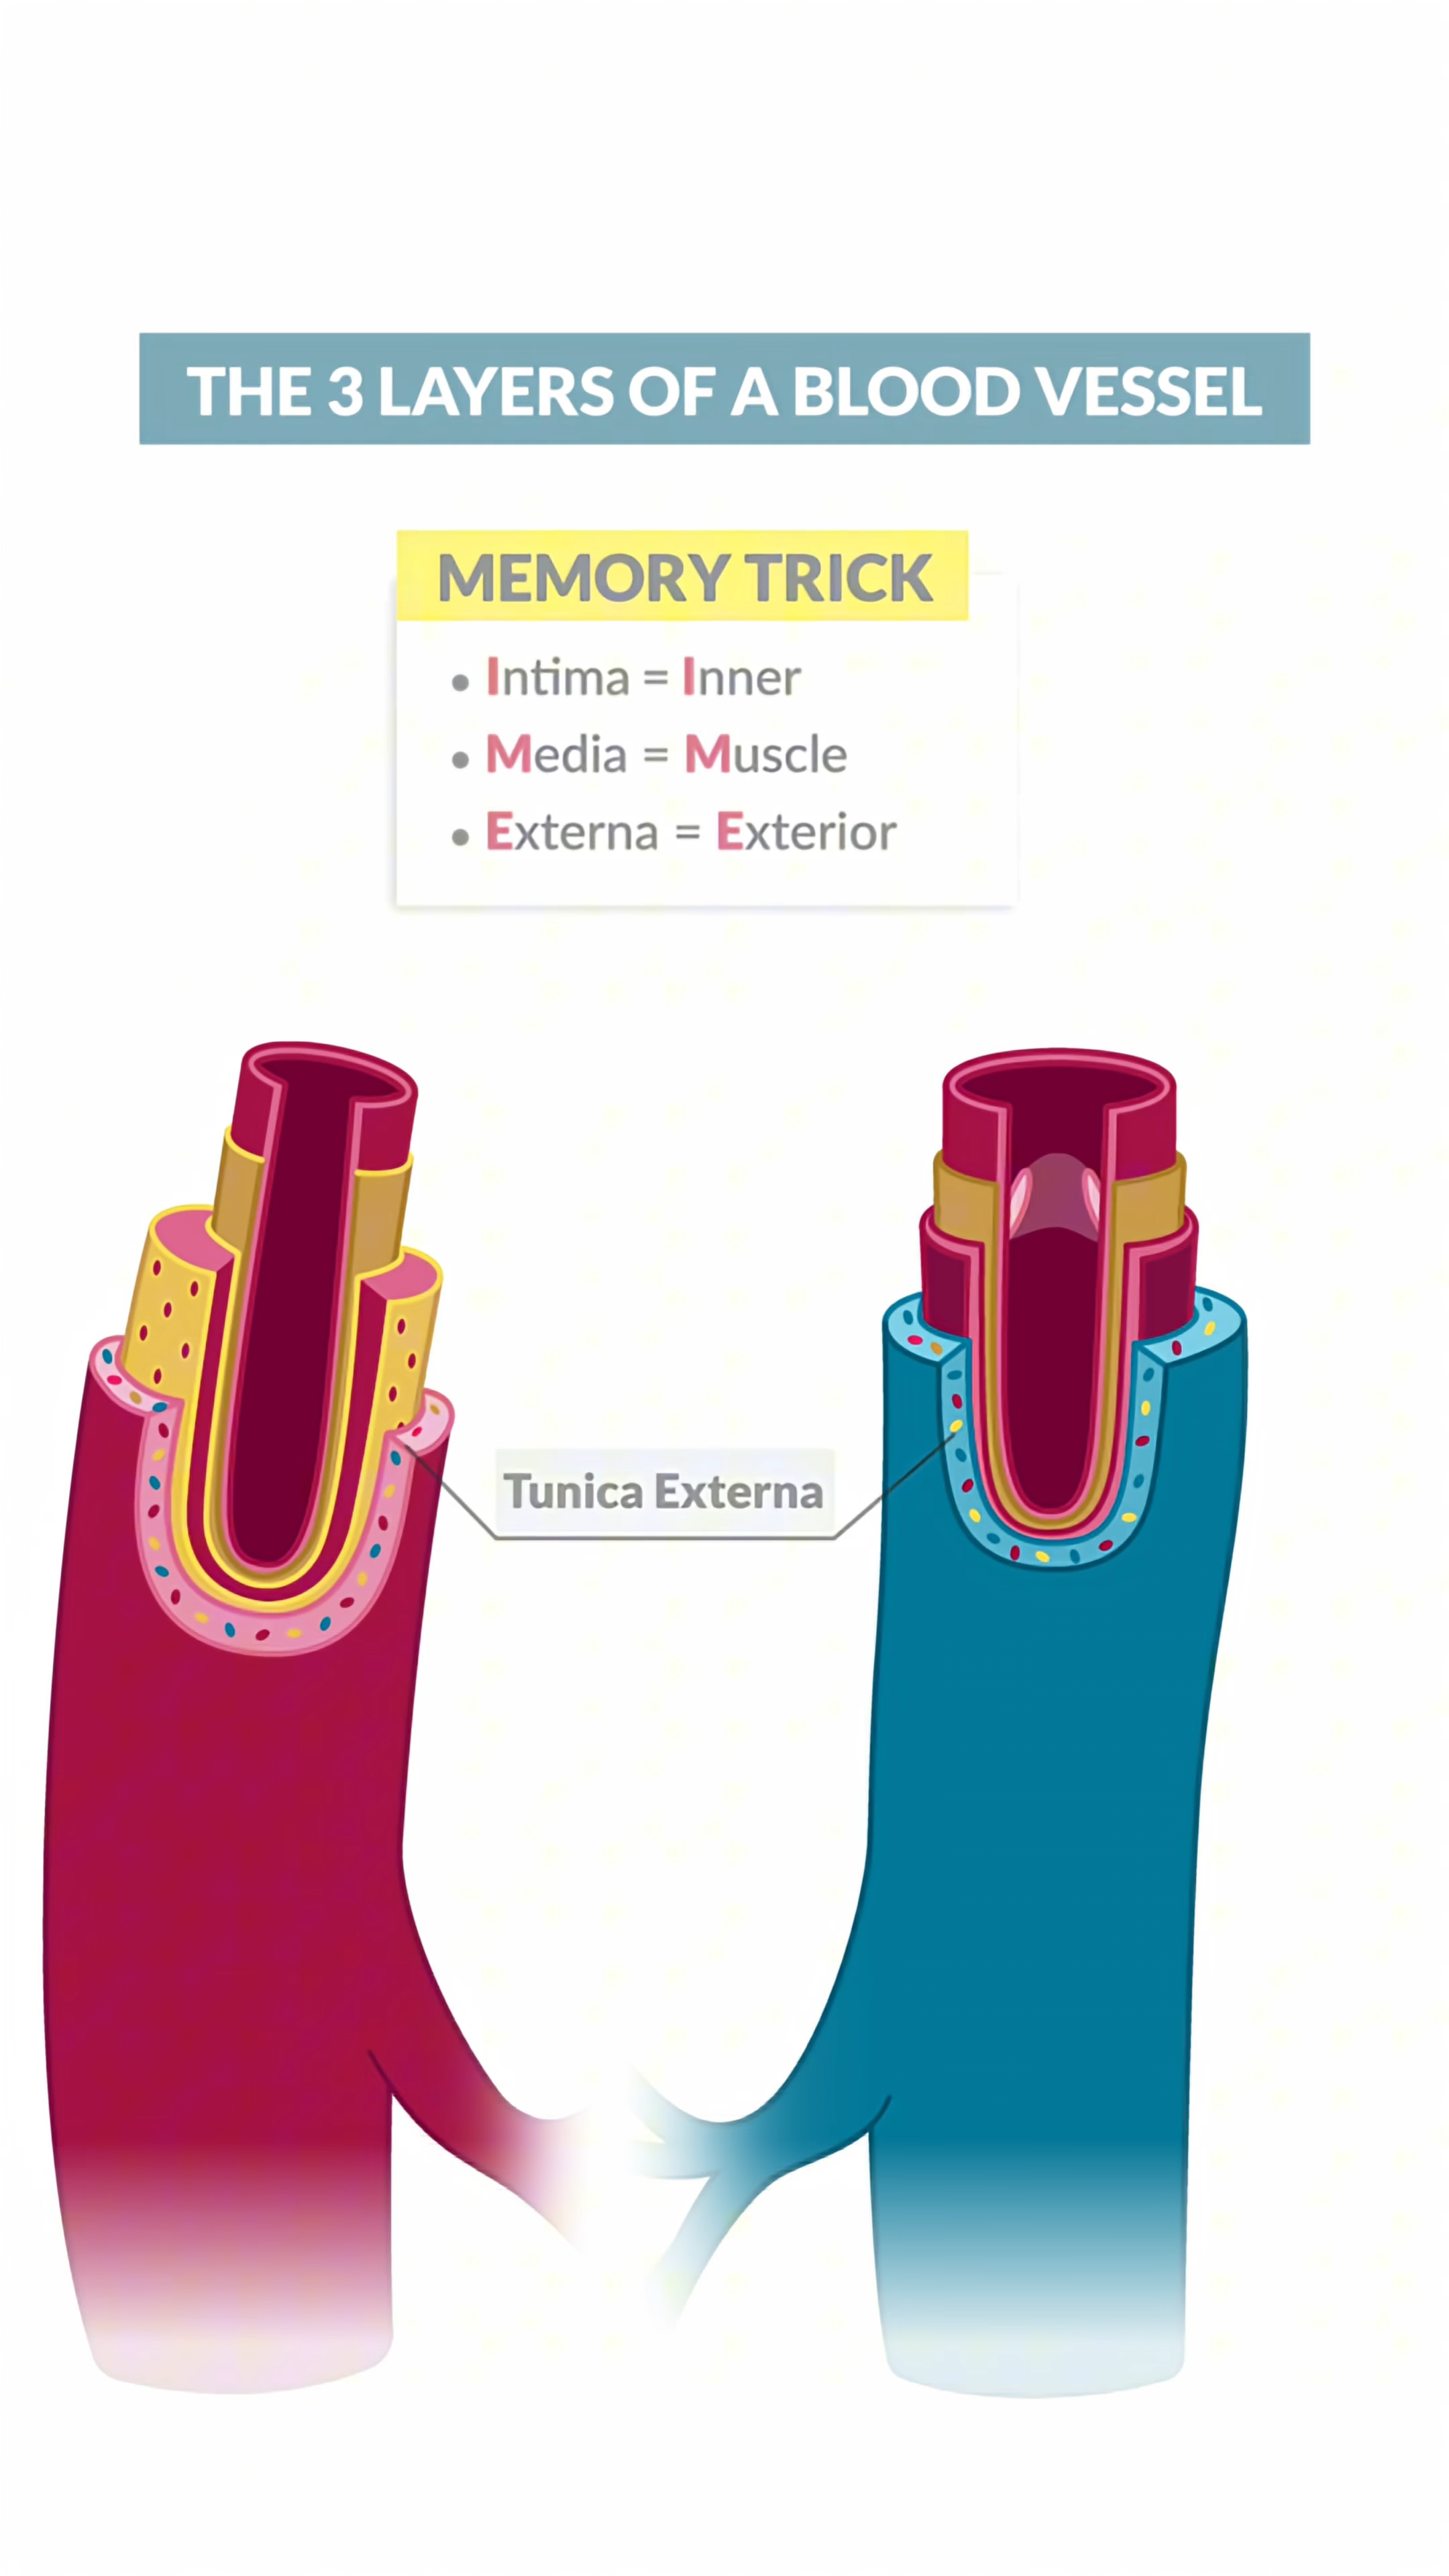 THE 3 LAYERS OF A BLOOD VESSEL
MEMORY TRICK
• Intima = Inner
• Media = Muscle
• Externa = Exterior
Tunica Externa